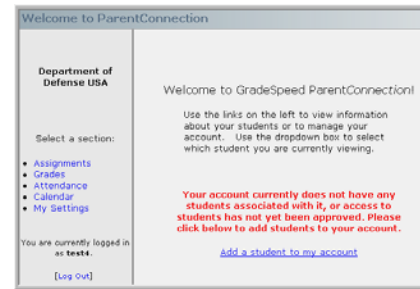 Welcome to ParentConnection
Department of
Defense USA
Select a section:
Assignments
Grades
Attendance
Calendar
My Settings
You are currently logged in
as test4.
[Log Out]
Welcome to GradeSpeed ParentConnection!
Use the links on the left to view information
about your students or to manage your
account. Use the dropdown box to select
which student you are currently viewing.
Your account currently does not have any
students associated with it, or access to
students has not yet been approved. Please
click below to add students to your account.
Add a student to my account